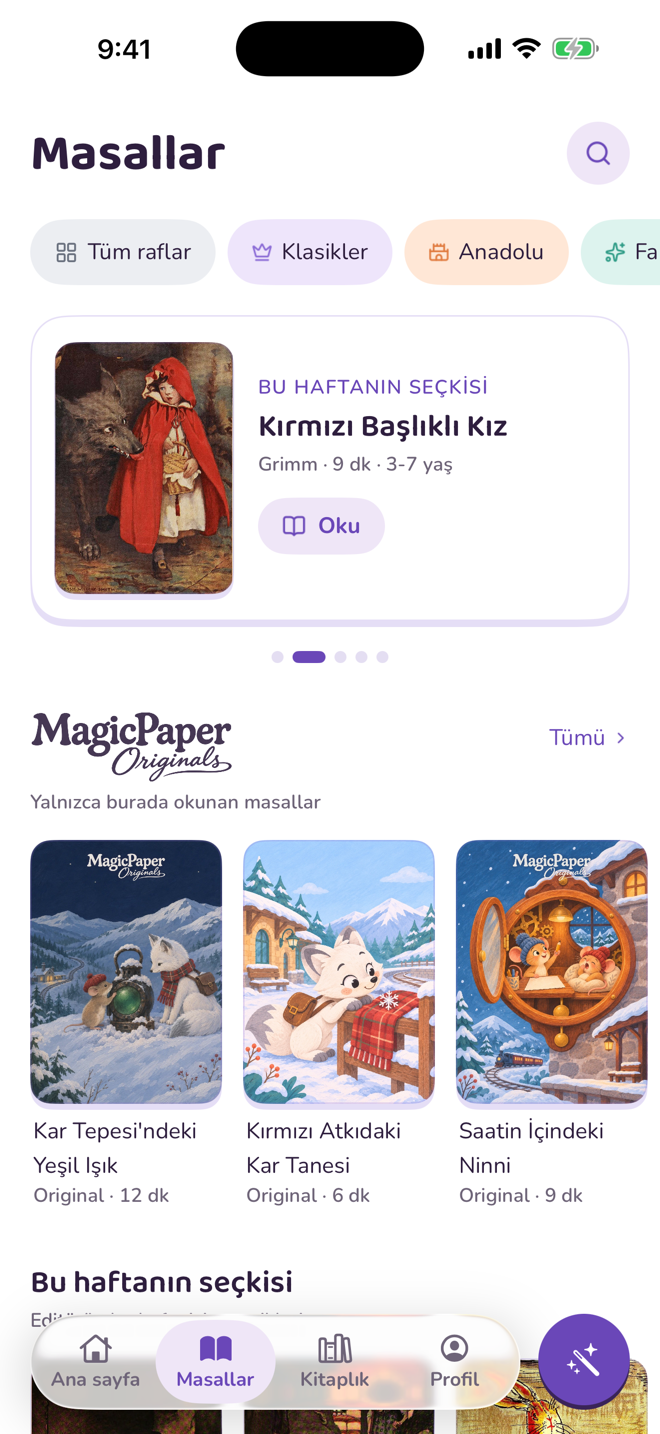 9:41
Masallar
Tüm raflar
Klasikler
Anadolu
Fa
BU HAFTANIN SEÇKİSİ
Kırmızı Başlıklı Kız
Grimm · 9 dk · 3-7 yaş
Oku
MagicPaper
Originals
Tümü
Yalnızca burada okunan masallar
MagicPaper
Originals
MagicPaper
Originals
Kar Tepesi'ndeki
Yeşil Işık
Original · 12 dk
Kırmızı Atkıdaki
Kar Tanesi
Original · 6 dk
Saatin İçindeki
Ninni
Original · 9 dk
Bu haftanın seçkisi
Ana sayfa
Masallar
Kitaplık
Profil